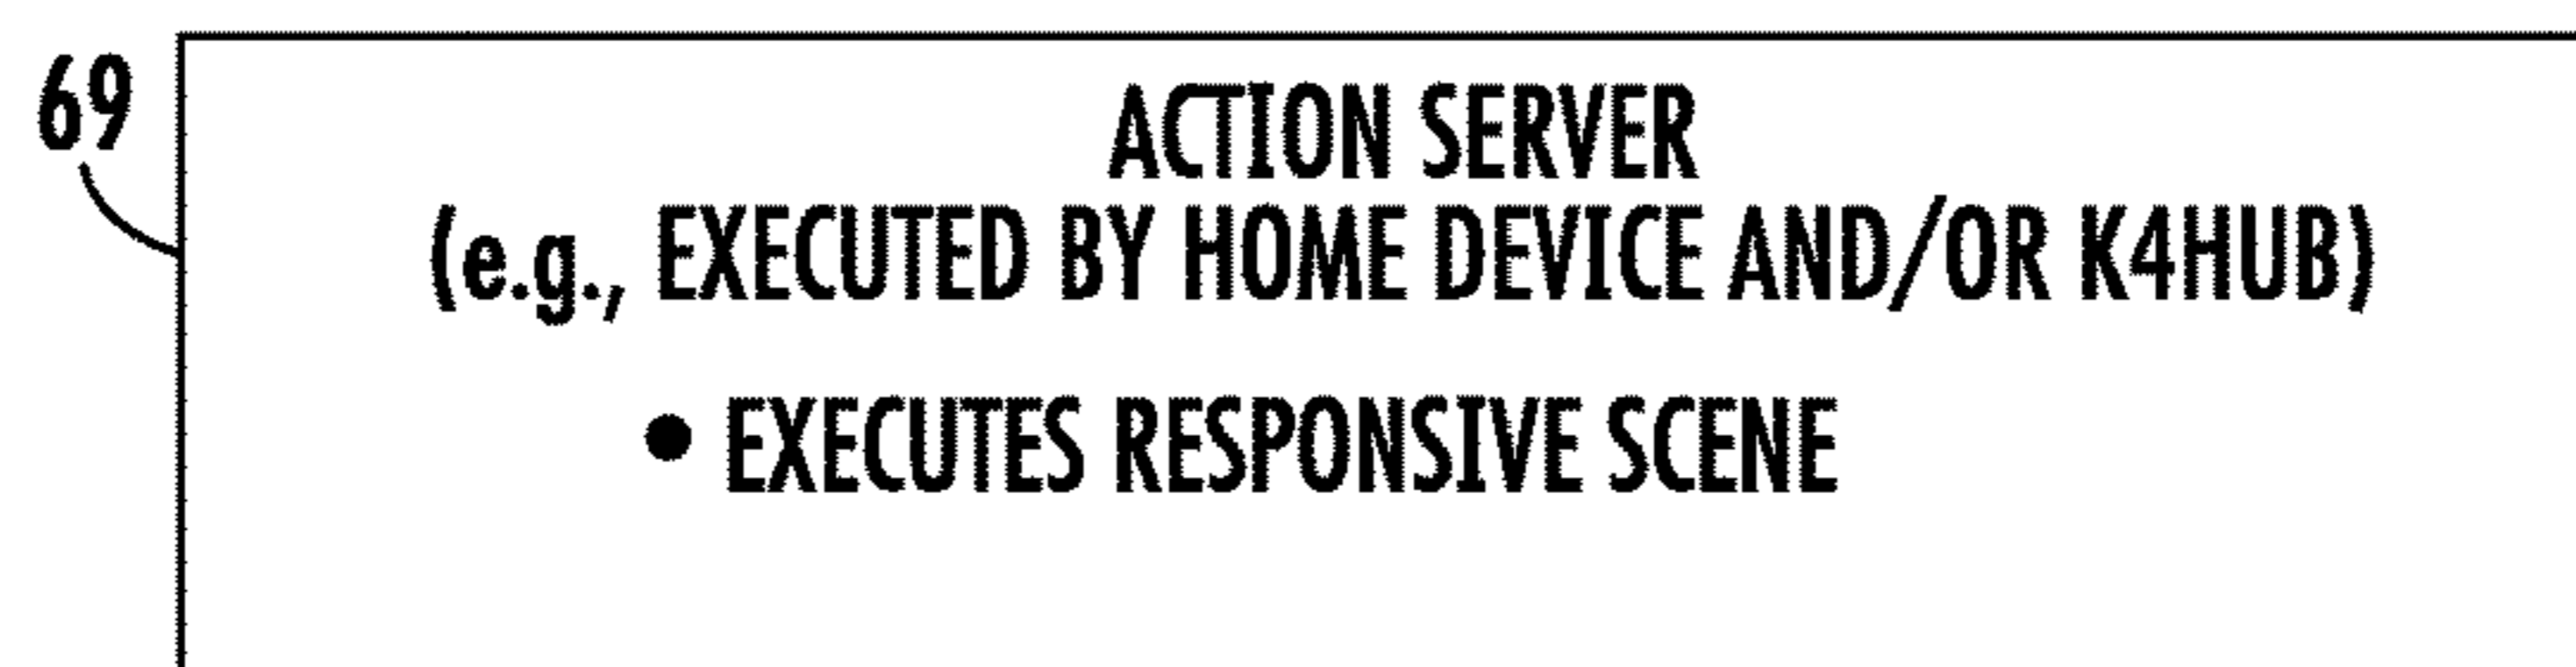 69
ACTION SERVER
(e.g., EXECUTED BY HOME DEVICE AND/OR K4HUB)
● EXECUTES RESPONSIVE SCENE